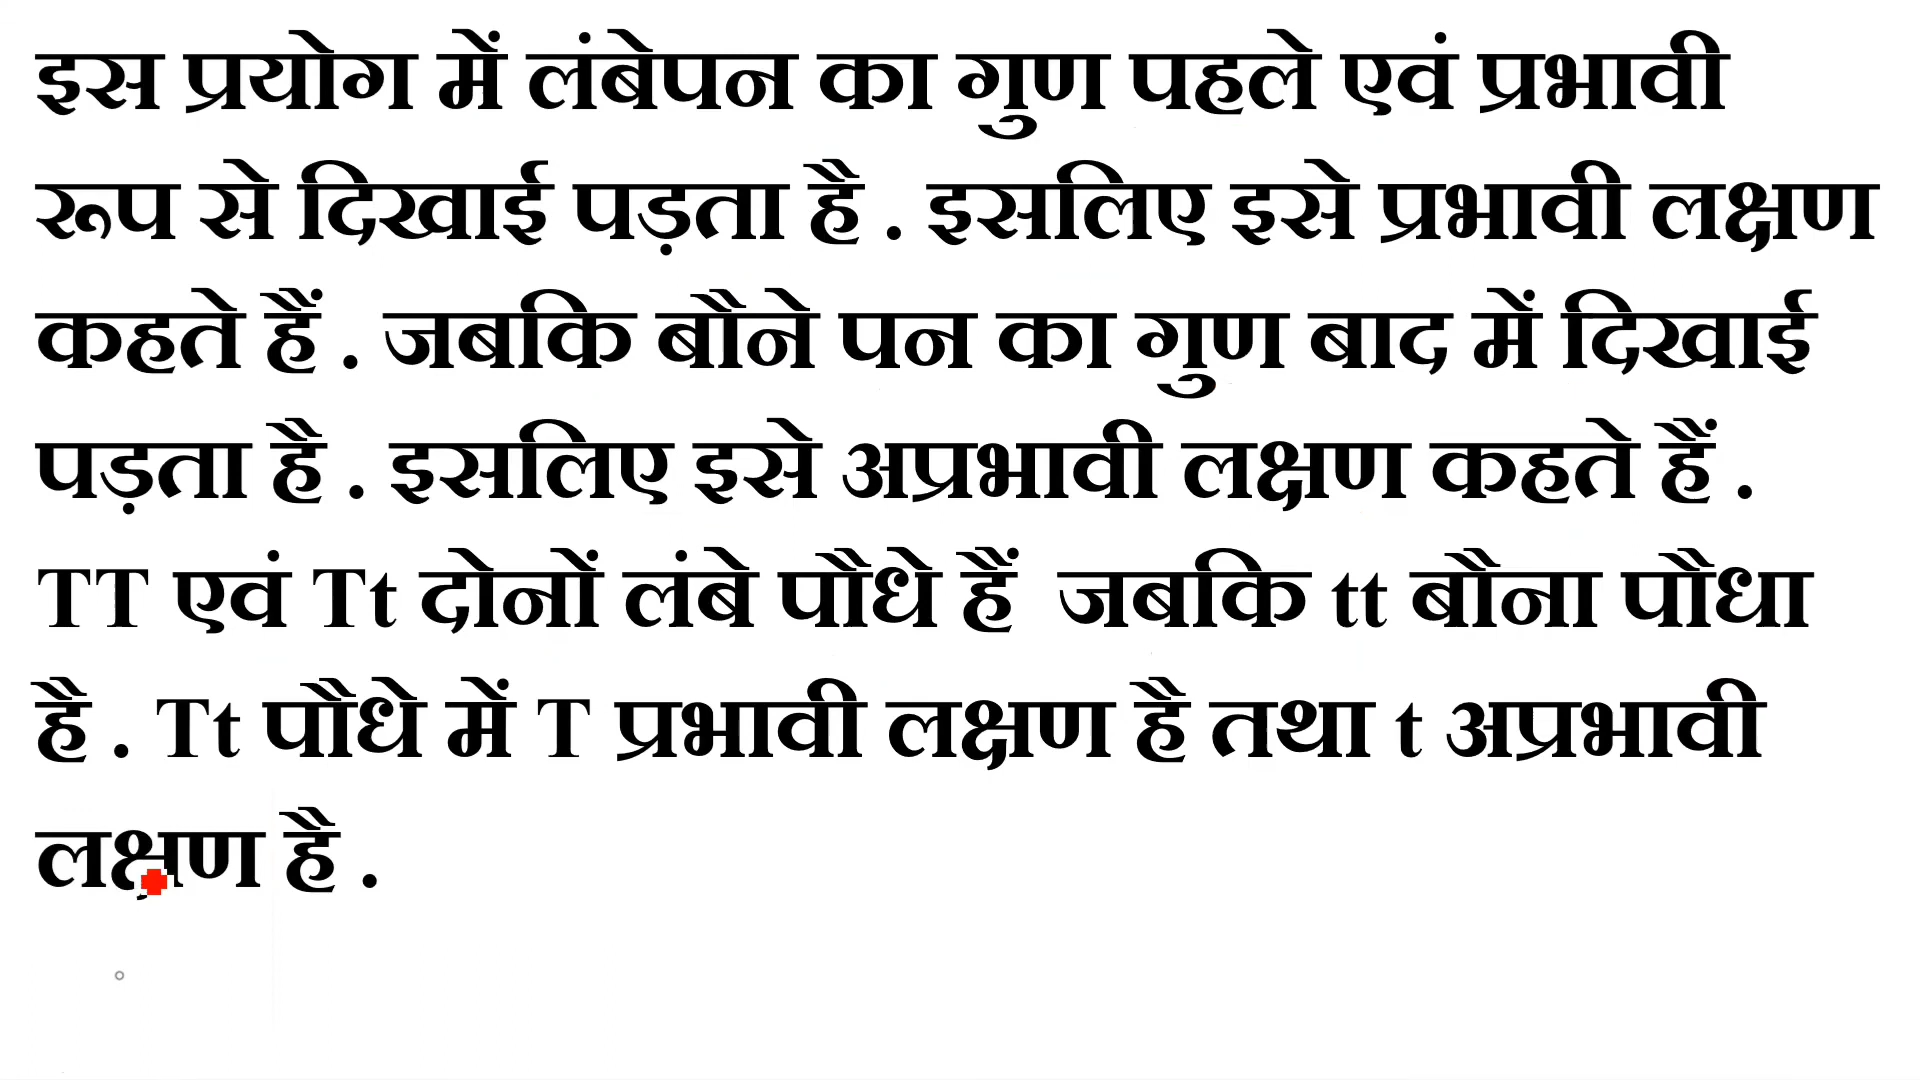 इस प्रयोग में लंबेपन का गुण पहले एवं प्रभावी
रूप से दिखाई पड़ता है . इसलिए इसे प्रभावी लक्षण
कहते हैं . जबकि बौने पन का गुण बाद में दिखाई
पड़ता है . इसलिए इसे अप्रभावी लक्षण कहते हैं .
TT एवं Tt दोनों लंबे पौधे हैं जबकि tt बौना पौधा
है . Tt पौधे में T प्रभावी लक्षण है तथा t अप्रभावी
लक्षण है .